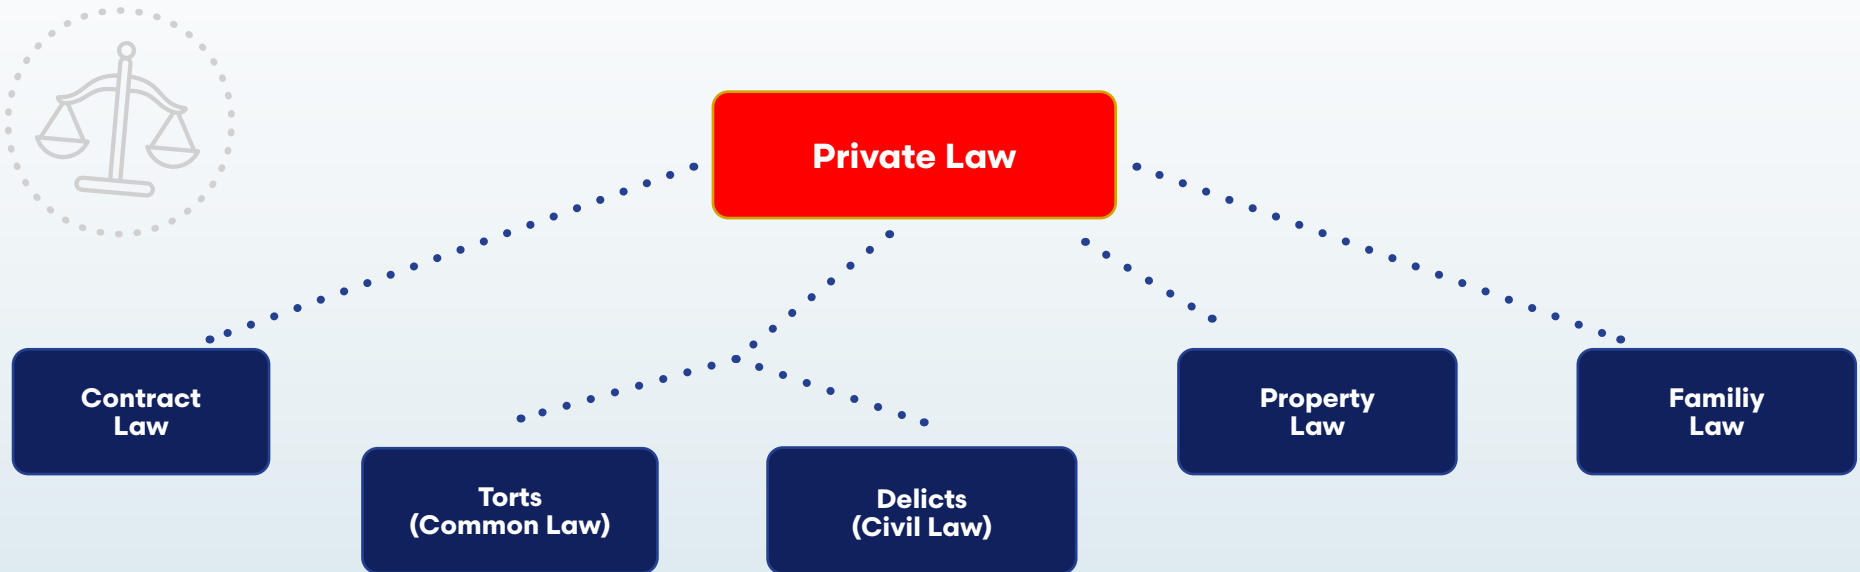 Private Law
Contract
Law
Torts
(Common Law)
Delicts
(Civil Law)
Property
Law
Familiy
Law